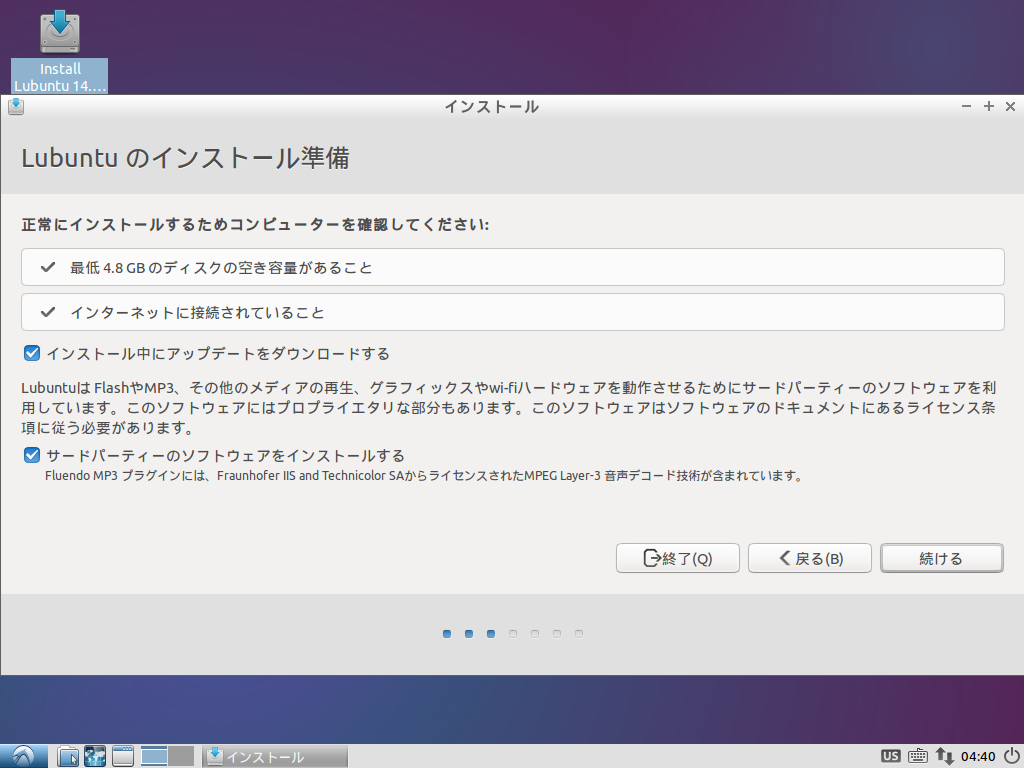 Install
Lubuntu 14....
インストール
Lubuntu のインストール準備
正常にインストールするためコンピューターを確認してください:
最低 4.8 GB のディスクの空き容量があること
インターネットに接続されていること
インストール中にアップデートをダウンロードする
Lubuntuは FlashやMP3、その他のメディアの再生、グラフィックスやwi-fiハードウェアを動作させるためにサードパーティーのソフトウェアを利
用しています。このソフトウェアにはプロプライエタリな部分もあります。このソフトウェアはソフトウェアのドキュメントにあるライセンス条
項に従う必要があります。
サードパーティーのソフトウェアをインストールする
Fluendo MP3 プラグインには、Fraunhofer IIS and Technicolor SAからライセンスされたMPEG Layer-3 音声デコード技術が含まれています。
終了(Q) 戻る(B) 続ける
インストール US 04:40